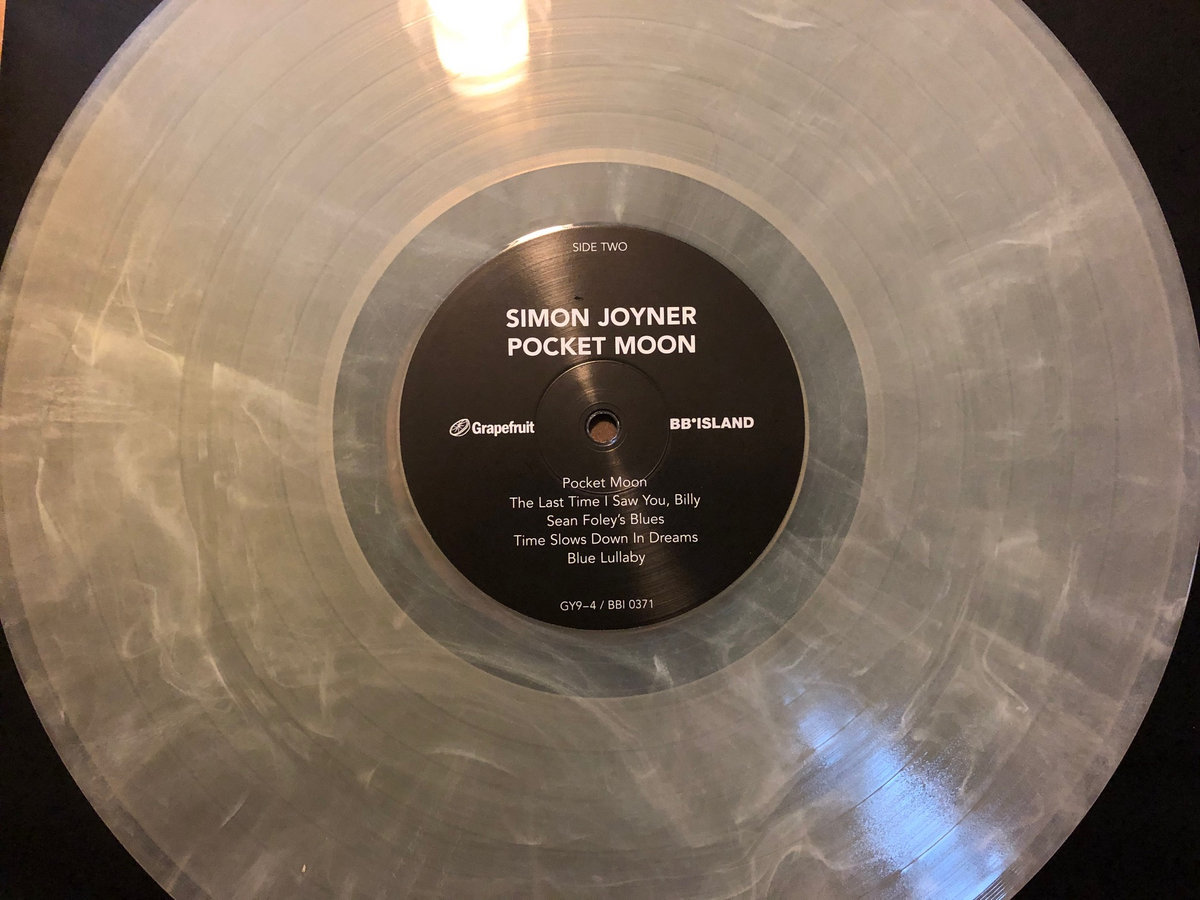 SIDE TWO
SIMON JOYNER
POCKET MOON
Grapefruit
BB*ISLAND
Pocket Moon
The Last Time I Saw You, Billy
Sean Foley's Blues
Time Slows Down In Dreams
Blue Lullaby
GY9–4 / BBI 0371